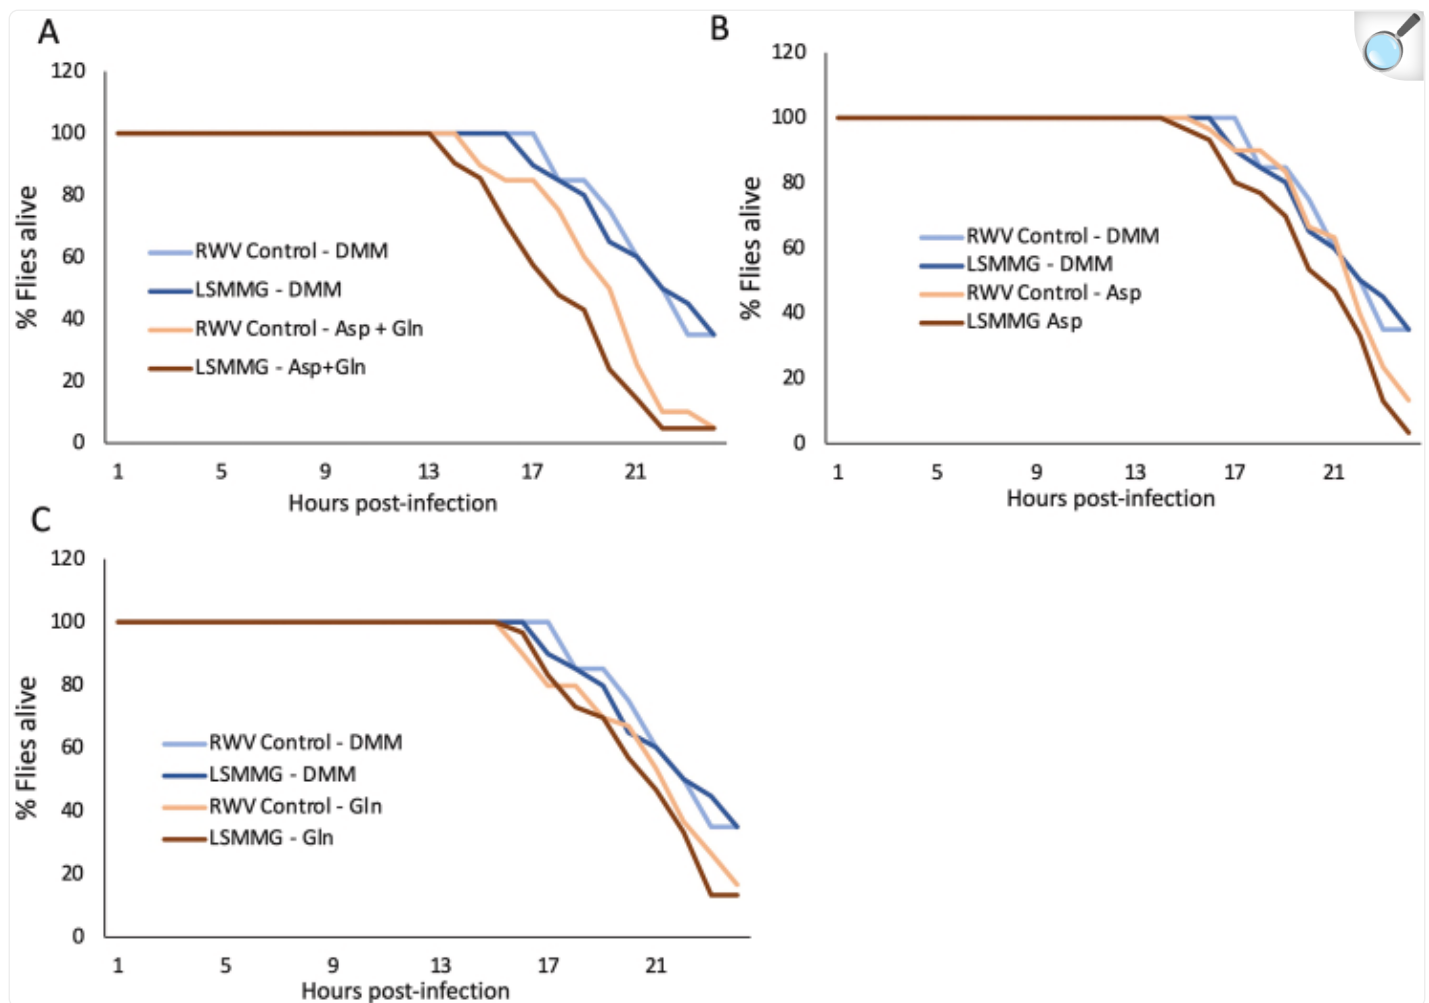 A
120
100
80
60
40
20
0
% Flies alive
RWV Control - DMM
LSMMG - DMM
RWV Control - Asp + Gln
LSMMG - Asp+Gln
1 5 9 13 17 21
Hours post-infection
B
120
100
80
60
40
20
0
% Flies alive
RWV Control - DMM
LSMMG - DMM
RWV Control - Asp
LSMMG Asp
1 5 9 13 17 21
Hours post-infection
C
120
100
80
60
40
20
0
% Flies alive
RWV Control - DMM
LSMMG - DMM
RWV Control - Gln
LSMMG - Gln
1 5 9 13 17 21
Hours post-infection